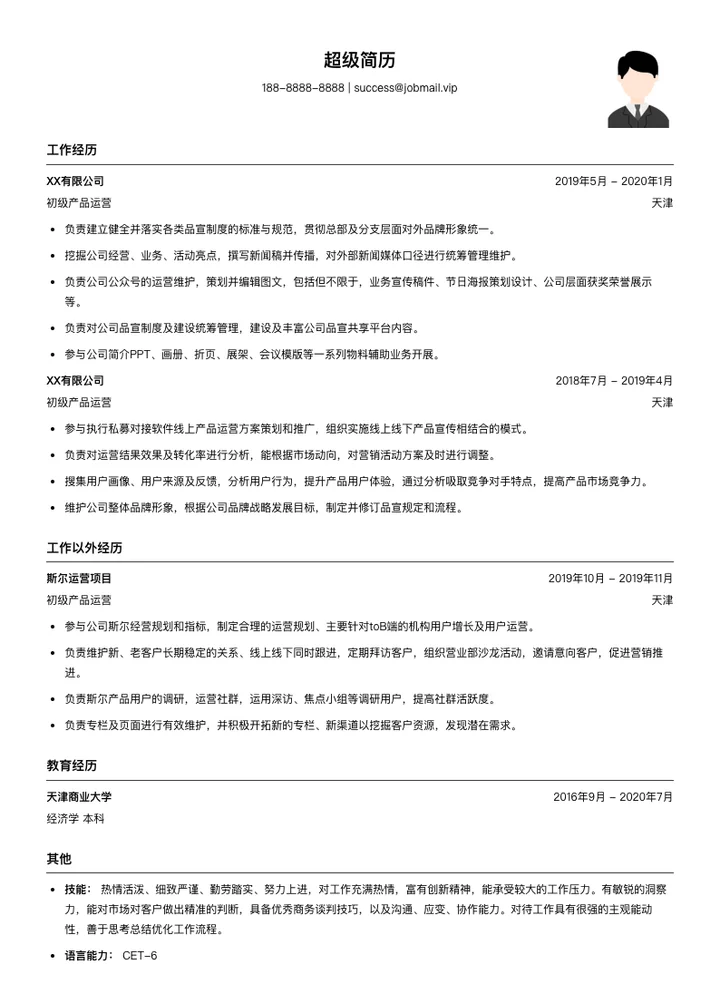 超级简历
188-8888-8888 | success@jobmail.vip
工作经历
XX有限公司 2019年5月 - 2020年1月
初级产品运营 天津
• 负责建立健全并落实各类品宣制度的标准与规范，贯彻总部及分支层面对外品牌形象统一。
• 挖掘公司经营、业务、活动亮点，撰写新闻稿并传播，对外部新闻媒体口径进行统筹管理维护。
• 负责公司公众号的运营维护，策划并编辑图文，包括但不限于，业务宣传稿件、节日海报策划设计、公司层面获奖荣誉展示
等。
• 负责对公司品宣制度及建设统筹管理，建设及丰富公司品宣共享平台内容。
• 参与公司简介PPT、画册、折页、展架、会议模版等一系列物料辅助业务开展。
XX有限公司 2018年7月 - 2019年4月
初级产品运营 天津
• 参与执行私募对接软件线上产品运营方案策划和推广，组织实施线上线下产品宣传相结合的模式。
• 负责对运营结果效果及转化率进行分析，能根据市场动向，对营销活动方案及时进行调整。
• 搜集用户画像、用户来源及反馈，分析用户行为，提升产品用户体验，通过分析吸取竞争对手特点，提高产品市场竞争力。
• 维护公司整体品牌形象，根据公司品牌战略发展目标，制定并修订品宣规定和流程。
工作以外经历
斯尔运营项目 2019年10月 - 2019年11月
初级产品运营 天津
• 参与公司斯尔经营规划和指标，制定合理的运营规划、主要针对toB端的机构用户增长及用户运营。
• 负责维护新、老客户长期稳定的关系、线上线下同时跟进，定期拜访客户，组织营业部沙龙活动，邀请意向客户，促进营销推
进。
• 负责斯尔产品用户的调研，运营社群，运用深访、焦点小组等调研用户，提高社群活跃度。
• 负责专栏及页面进行有效维护，并积极开拓新的专栏、新渠道以挖掘客户资源，发现潜在需求。
教育经历
天津商业大学 2016年9月 - 2020年7月
经济学 本科
其他
• 技能： 热情活泼、细致严谨、勤劳踏实、努力上进，对工作充满热情，富有创新精神，能承受较大的工作压力。有敏锐的洞察
力，能对市场对客户做出精准的判断，具备优秀商务谈判技巧，以及沟通、应变、协作能力。对待工作具有很强的主观能动
性，善于思考总结优化工作流程。
• 语言能力： CET-6